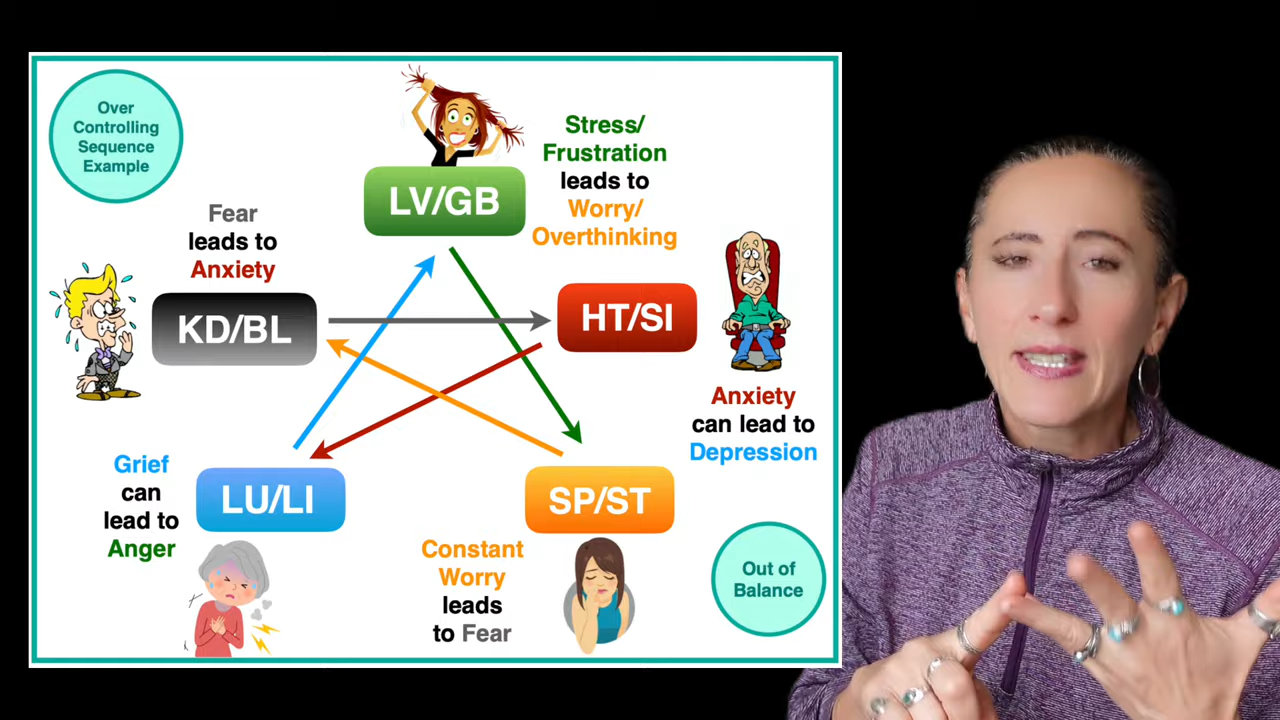 Over
Controlling
Sequence
Example
Stress/
Frustration
leads to
Worry/
Overthinking
LV/GB
Fear
leads to
Anxiety
KD/BL
HT/SI
Anxiety
can lead to
Depression
Grief
can
lead to
Anger
LU/LI
SP/ST
Constant
Worry
leads
to Fear
Out of
Balance